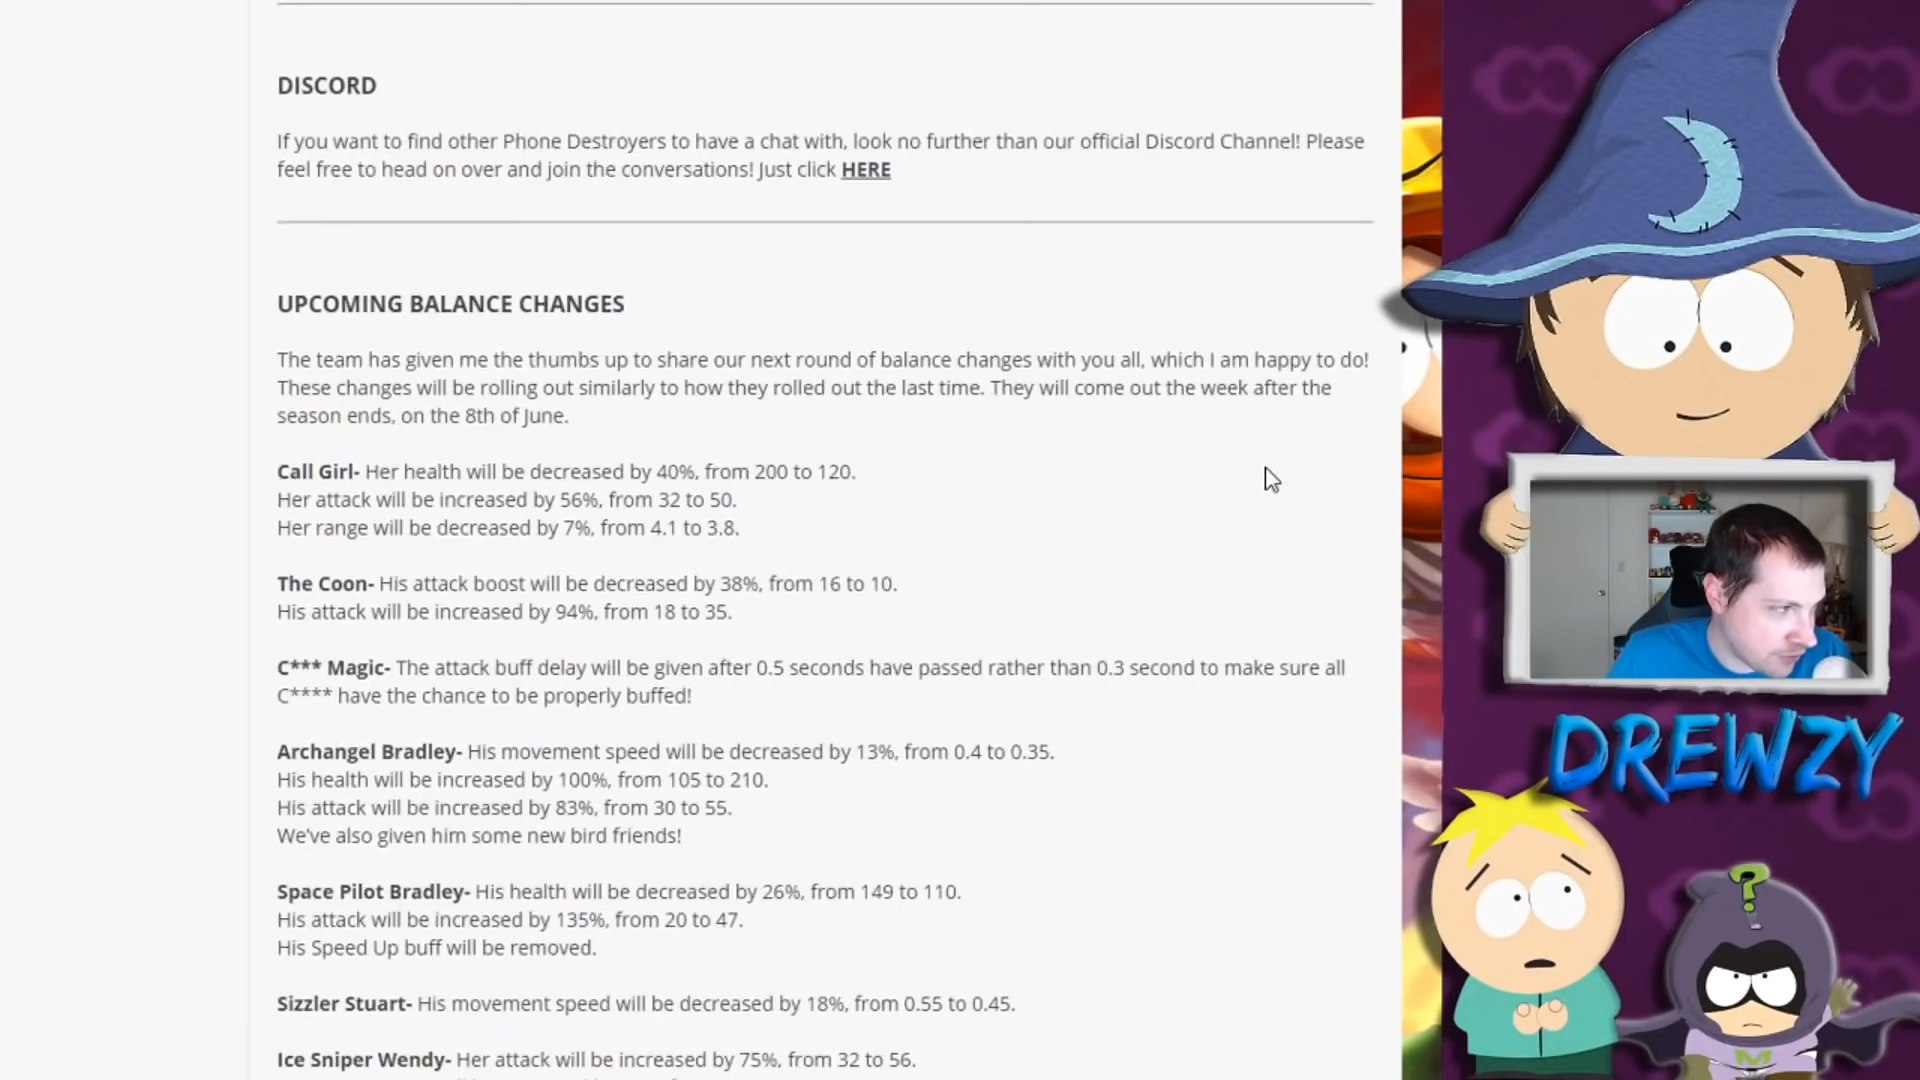 DISCORD
If you want to find other Phone Destroyers to have a chat with, look no further than our official Discord Channel! Please
feel free to head on over and join the conversations! Just click HERE
UPCOMING BALANCE CHANGES
The team has given me the thumbs up to share our next round of balance changes with you all, which I am happy to do!
These changes will be rolling out similarly to how they rolled out the last time. They will come out the week after the
season ends, on the 8th of June.
Call Girl- Her health will be decreased by 40%, from 200 to 120.
Her attack will be increased by 56%, from 32 to 50.
Her range will be decreased by 7%, from 4.1 to 3.8.
The Coon- His attack boost will be decreased by 38%, from 16 to 10.
His attack will be increased by 94%, from 18 to 35.
C*** Magic- The attack buff delay will be given after 0.5 seconds have passed rather than 0.3 second to make sure all
C**** have the chance to be properly buffed!
Archangel Bradley- His movement speed will be decreased by 13%, from 0.4 to 0.35.
His health will be increased by 100%, from 105 to 210.
His attack will be increased by 83%, from 30 to 55.
We've also given him some new bird friends!
Space Pilot Bradley- His health will be decreased by 26%, from 149 to 110.
His attack will be increased by 135%, from 20 to 47.
His Speed Up buff will be removed.
Sizzler Stuart- His movement speed will be decreased by 18%, from 0.55 to 0.45.
Ice Sniper Wendy- Her attack will be increased by 75%, from 32 to 56.
DREWZY
?
M